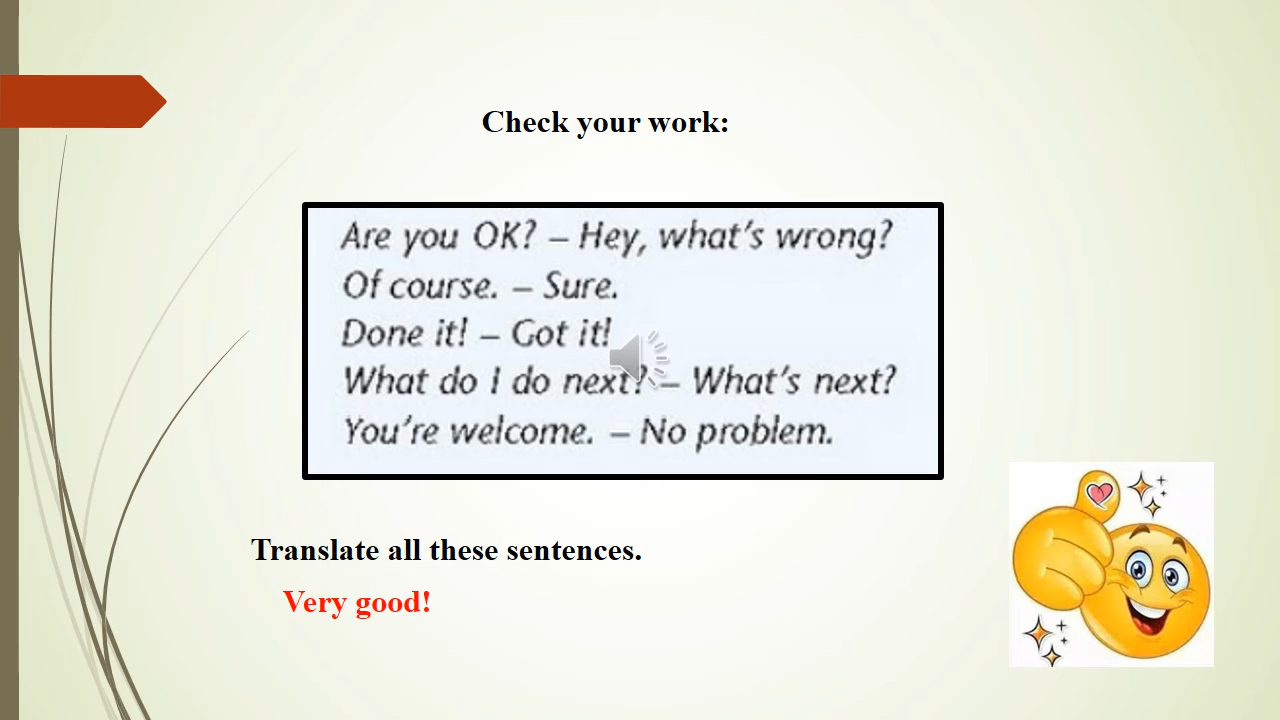 Check your work:
Are you OK? – Hey, what's wrong?
Of course. – Sure.
Done it! – Got it!
What do I do next? – What's next?
You're welcome. – No problem.
Translate all these sentences.
Very good!